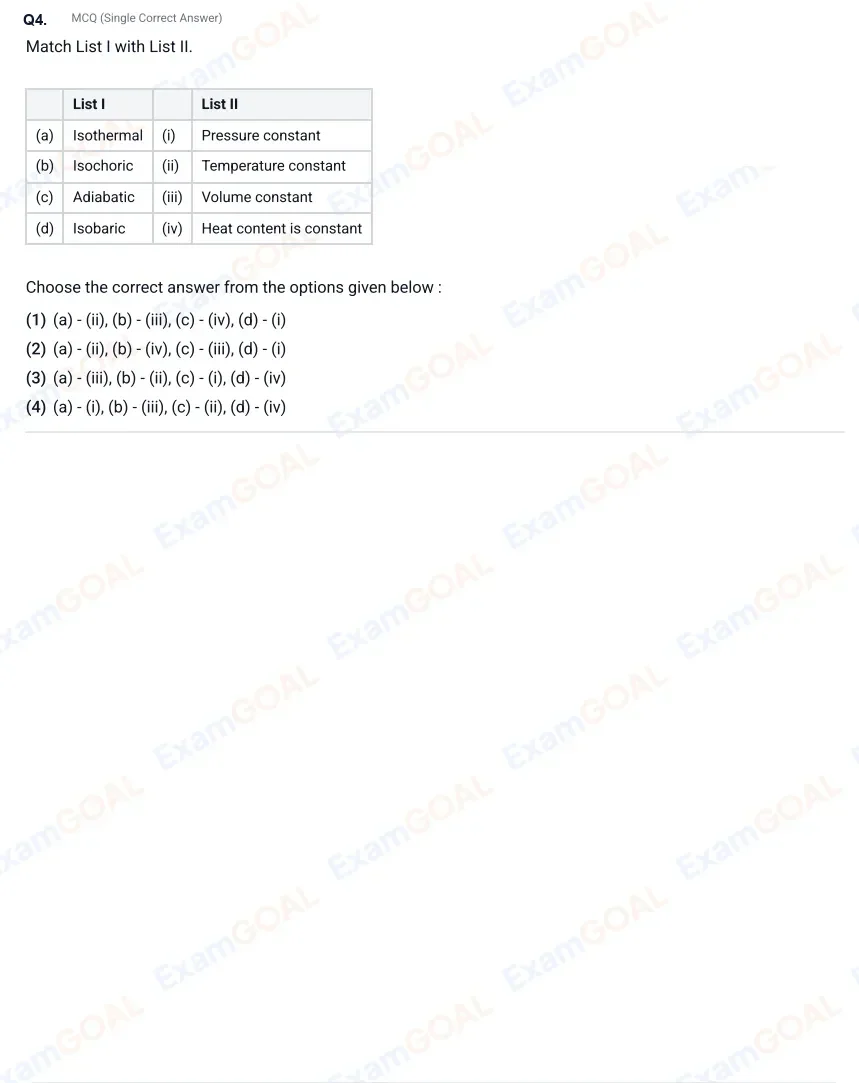 Q4. MCQ (Single Correct Answer)
Match List I with List II.
List I List II
(a) Isothermal (i) Pressure constant
(b) Isochoric (ii) Temperature constant
(c) Adiabatic (iii) Volume constant
(d) Isobaric (iv) Heat content is constant
Choose the correct answer from the options given below :
(1) (a) - (ii), (b) - (iii), (c) - (iv), (d) - (i)
(2) (a) - (ii), (b) - (iv), (c) - (iii), (d) - (i)
(3) (a) - (iii), (b) - (ii), (c) - (i), (d) - (iv)
(4) (a) - (i), (b) - (iii), (c) - (ii), (d) - (iv)
ExamGOAL